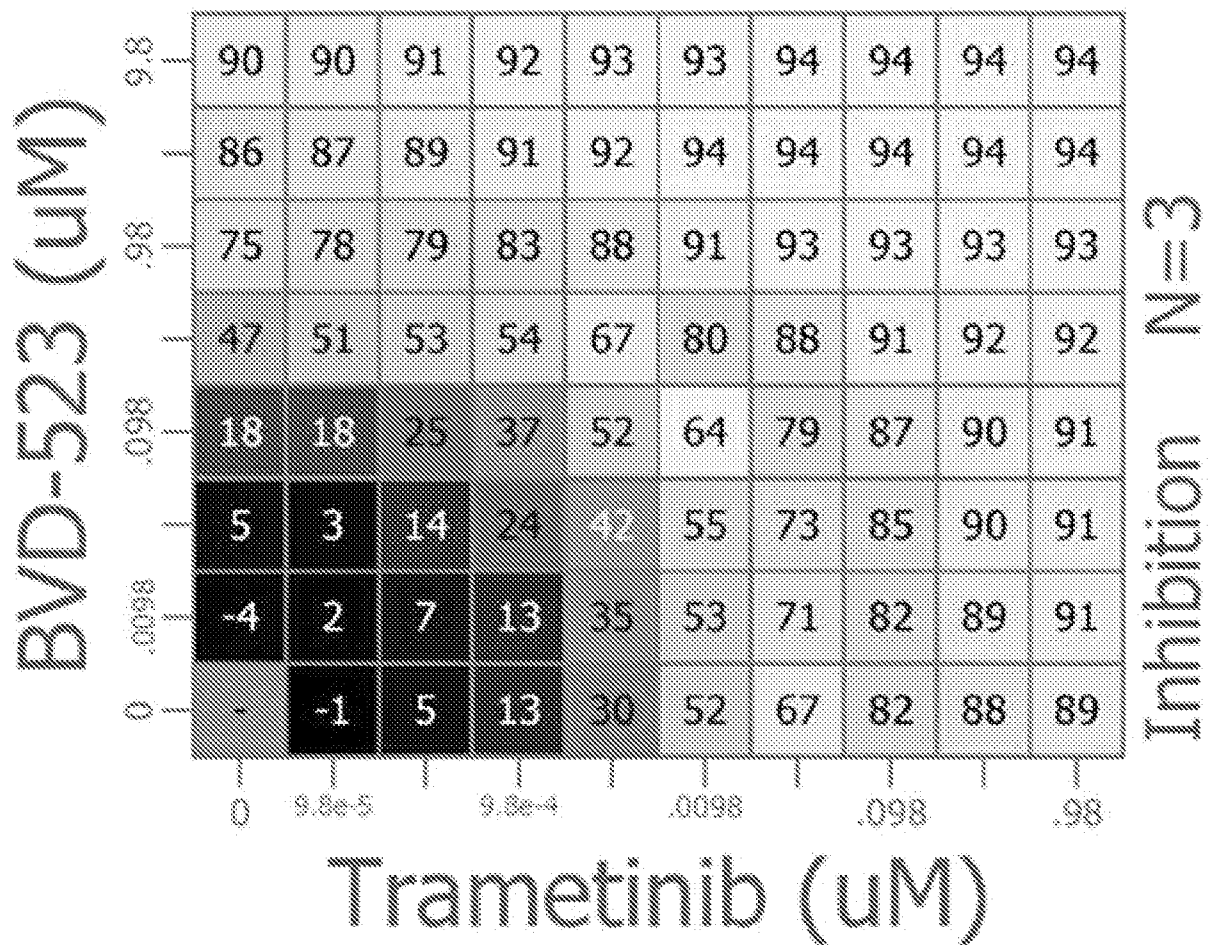 BVD-523 (uM)
9.8 90 90 91 92 93 93 94 94 94 94
86 87 89 91 92 94 94 94 94 94
.98 75 78 79 83 88 91 93 93 93 93
47 51 53 54 67 80 88 91 92 92
.098 18 18 25 37 52 64 79 87 90 91
5 3 14 24 42 55 73 85 90 91
.0098 -4 2 7 13 35 53 71 82 89 91
0 - -1 5 13 30 52 67 82 88 89
0 9.8e-5 9.8e-4 .0098 .098 .98
Trametinib (uM)
Inhibition N=3